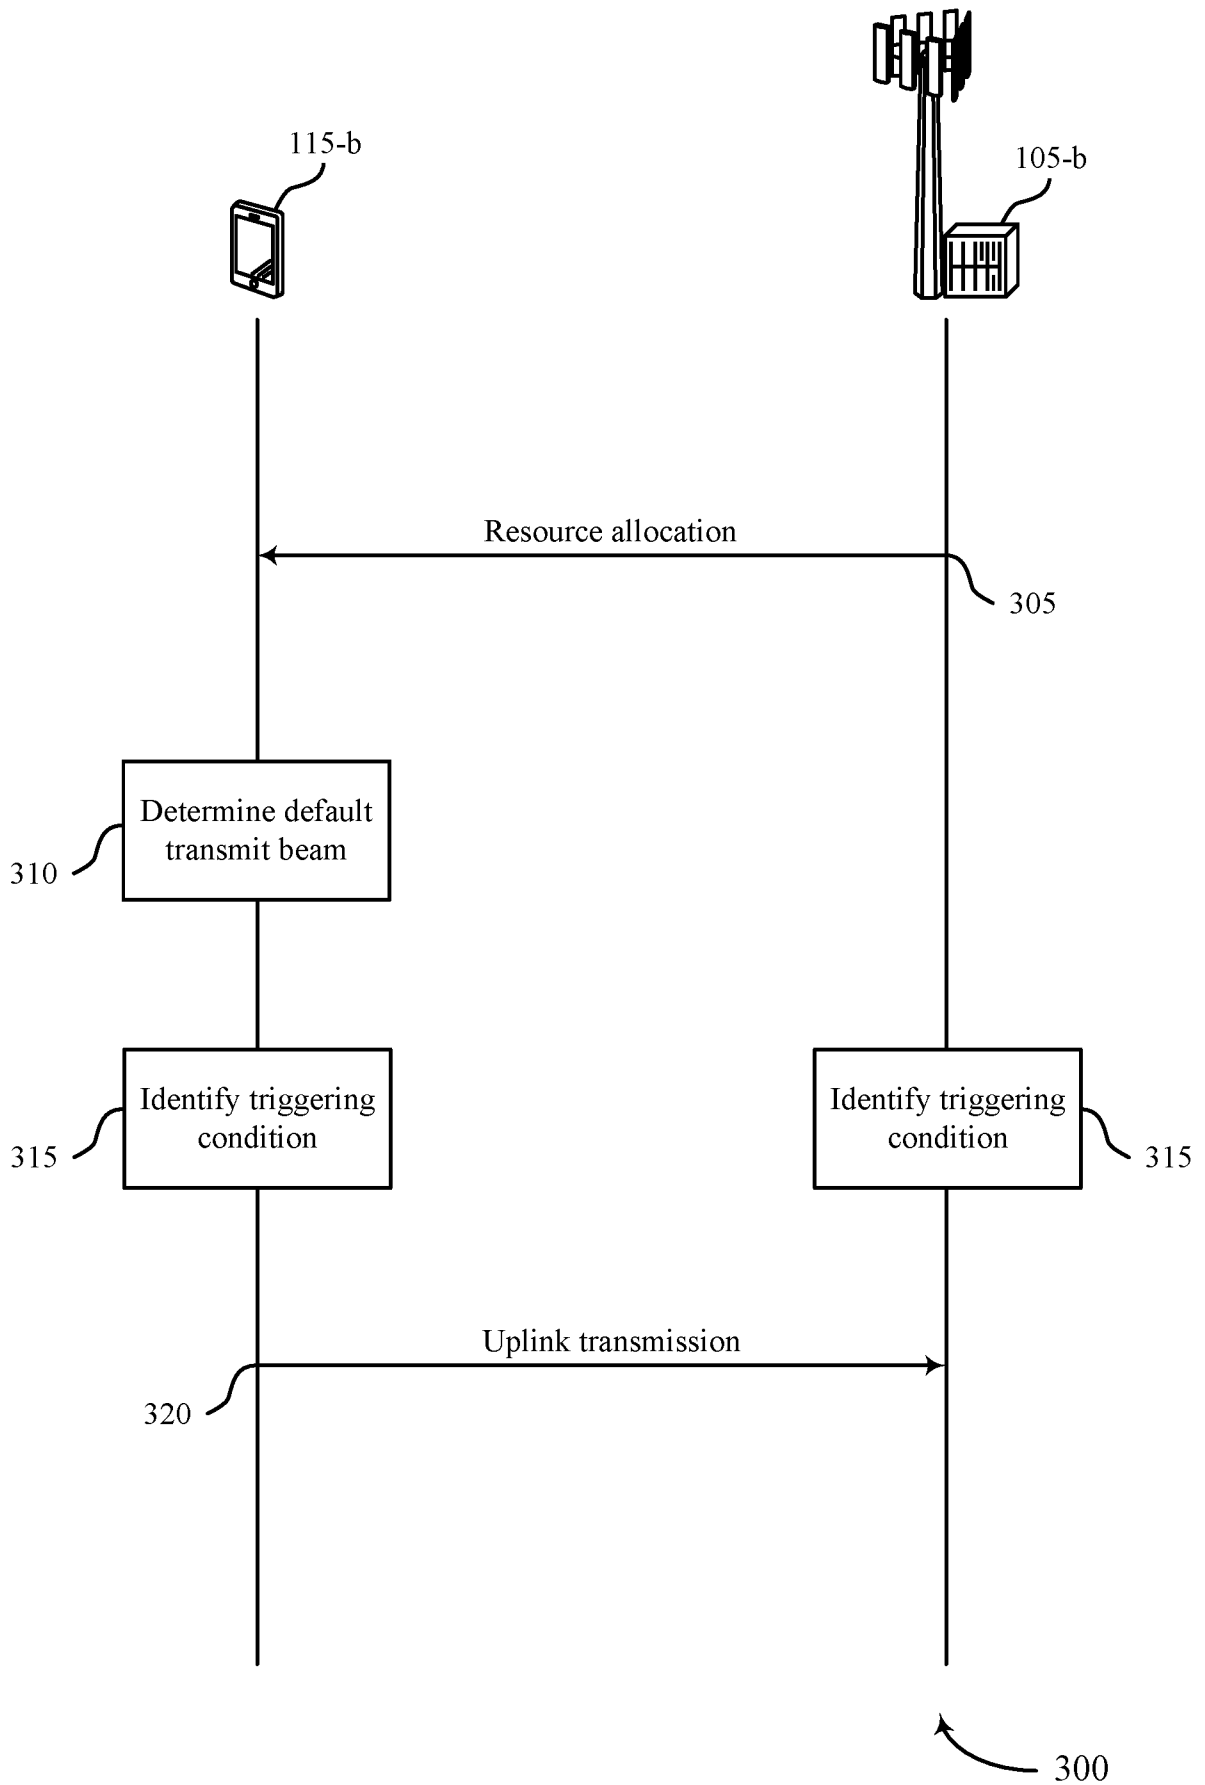 115-b
105-b
Resource allocation
305
Determine default
transmit beam
310
Identify triggering
condition
315
Identify triggering
condition
315
Uplink transmission
320
300